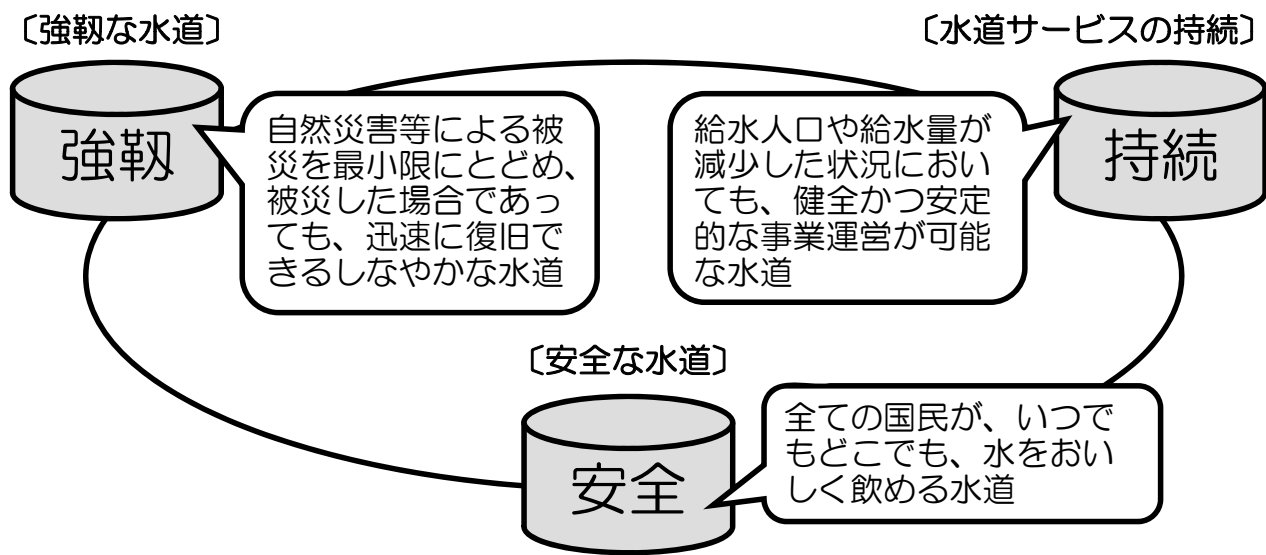 〔強靱な水道〕
〔水道サービスの持続〕
強靱
自然災害等による被
災を最小限にとどめ、
被災した場合であっ
ても、迅速に復旧で
きるしなやかな水道
給水人口や給水量が
減少した状況におい
ても、健全かつ安定
的な事業運営が可能
な水道
持続
〔安全な水道〕
安全
全ての国民が、いつで
もどこでも、水をおい
しく飲める水道